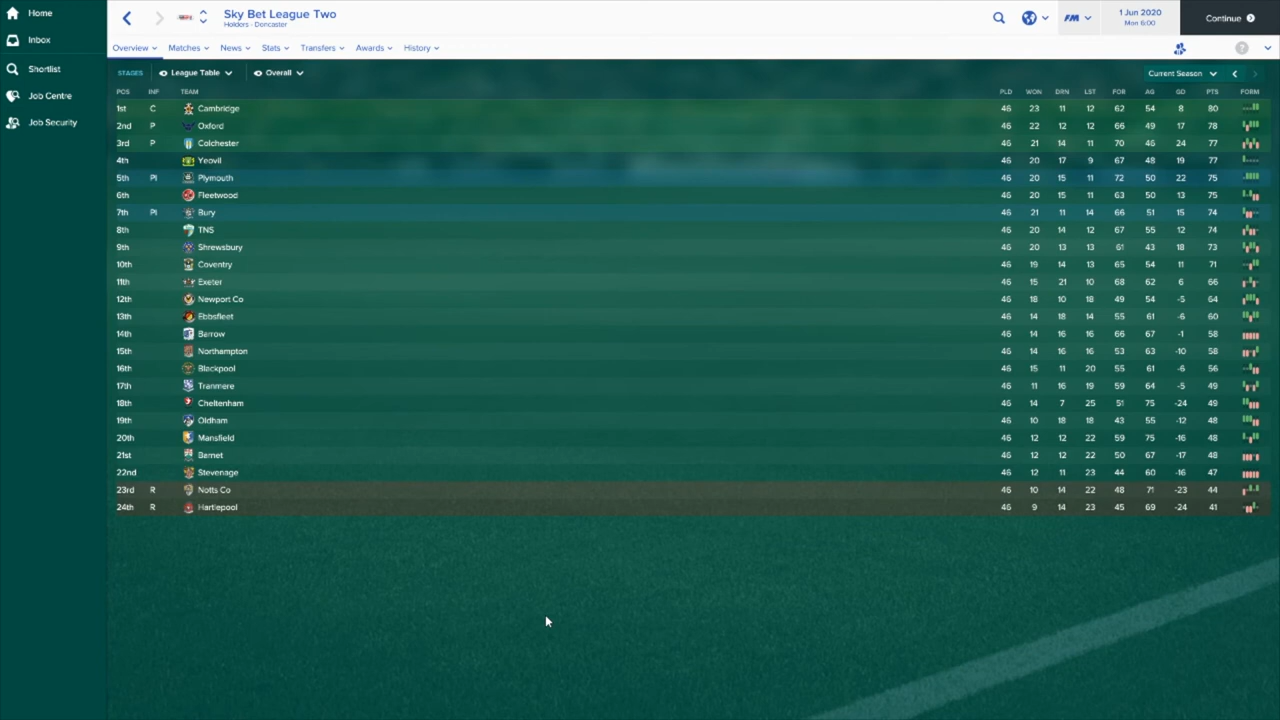 Home
Inbox
Shortlist
Job Centre
Job Security
Sky Bet League Two
Holders - Doncaster
FM
1 Jun 2020
Mon 6:00
Continue
Overview Matches News Stats Transfers Awards History
STAGES League Table Overall Current Season
POS INF TEAM PLD WON DRN LST FOR AG GD PTS FORM
1st C Cambridge 46 23 11 12 62 54 8 80
2nd P Oxford 46 22 12 12 66 49 17 78
3rd P Colchester 46 21 14 11 70 46 24 77
4th Yeovil 46 20 17 9 67 48 19 77
5th Pl Plymouth 46 20 15 11 72 50 22 75
6th Fleetwood 46 20 15 11 63 50 13 75
7th Pl Bury 46 21 11 14 66 51 15 74
8th TNS 46 20 14 12 67 55 12 74
9th Shrewsbury 46 20 13 13 61 43 18 73
10th Coventry 46 19 14 13 65 54 11 71
11th Exeter 46 15 21 10 68 62 6 66
12th Newport Co 46 18 10 18 49 54 -5 64
13th Ebbsfleet 46 14 18 14 55 61 -6 60
14th Barrow 46 14 16 16 66 67 -1 58
15th Northampton 46 14 16 16 53 63 -10 58
16th Blackpool 46 15 11 20 55 61 -6 56
17th Tranmere 46 11 16 19 59 64 -5 49
18th Cheltenham 46 14 7 25 51 75 -24 49
19th Oldham 46 10 18 18 43 55 -12 48
20th Mansfield 46 12 12 22 59 75 -16 48
21st Barnet 46 12 12 22 50 67 -17 48
22nd Stevenage 46 12 11 23 44 60 -16 47
23rd R Notts Co 46 10 14 22 48 71 -23 44
24th R Hartlepool 46 9 14 23 45 69 -24 41